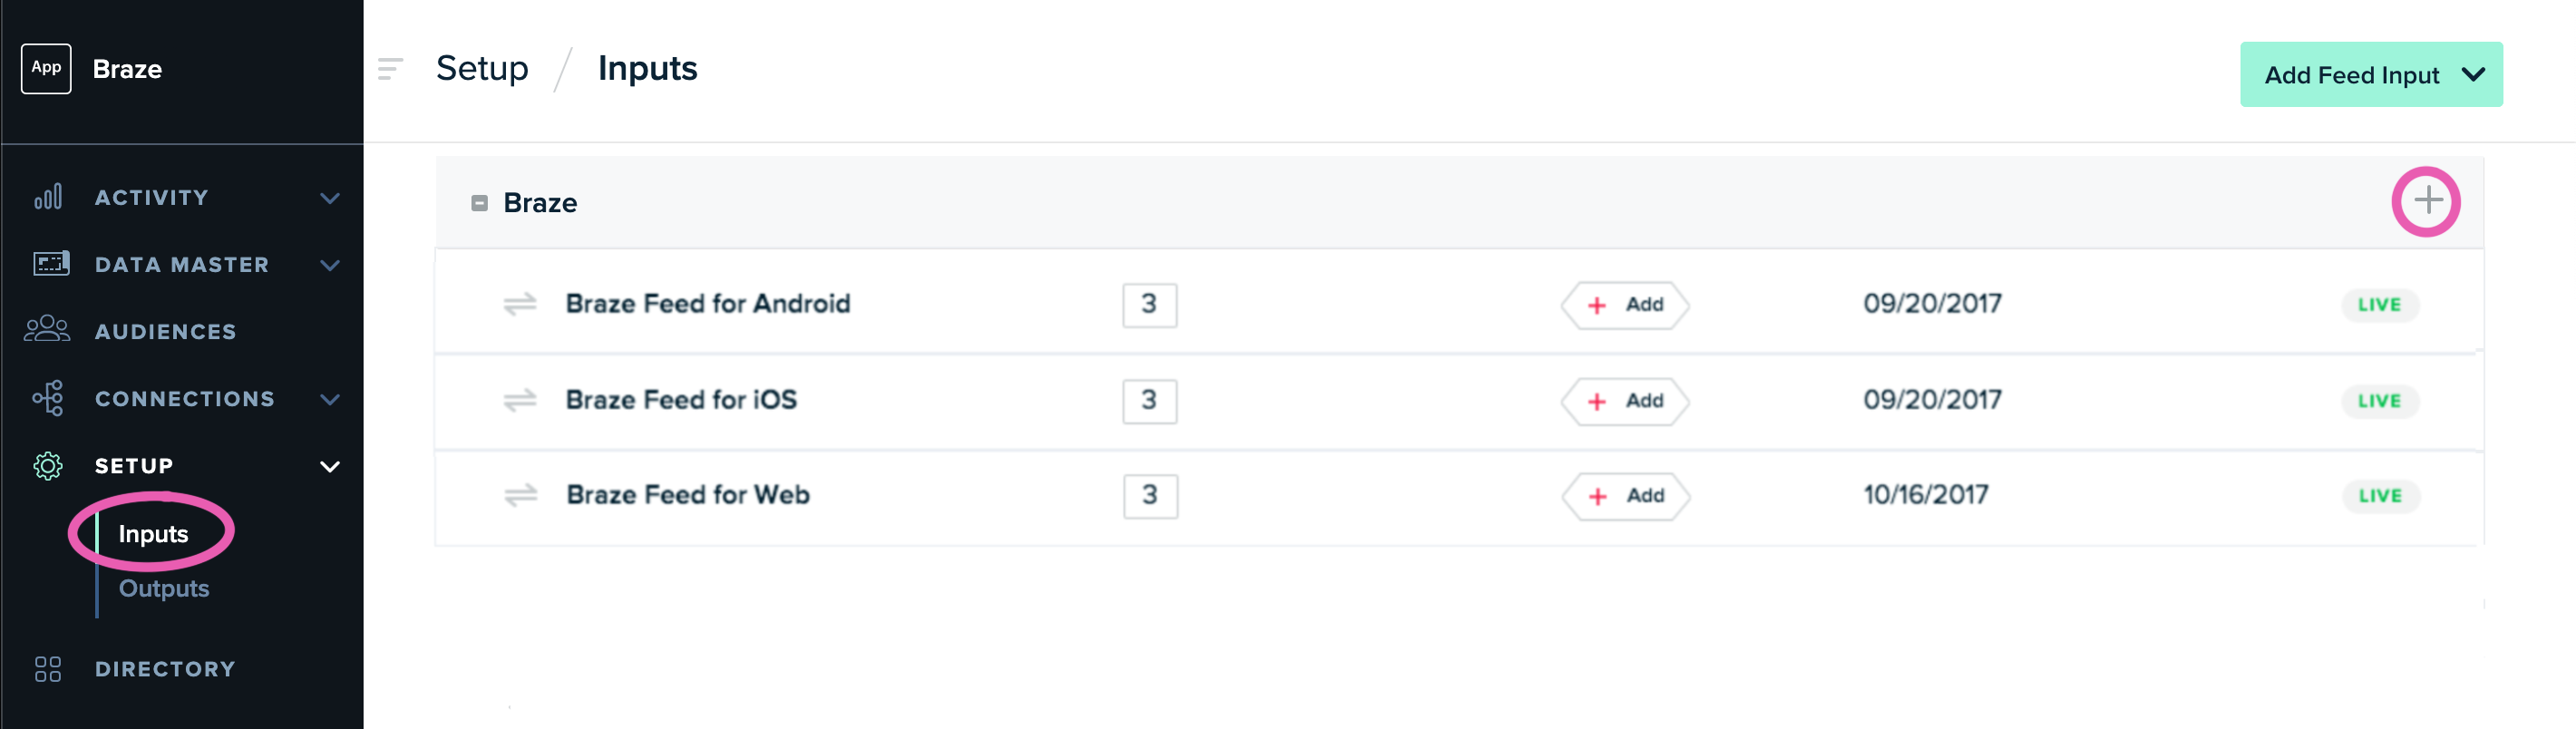 App Braze
Setup / Inputs
Add Feed Input
ACTIVITY
DATA MASTER
AUDIENCES
CONNECTIONS
SETUP
Inputs
Outputs
DIRECTORY
Braze
Braze Feed for Android 3 + Add 09/20/2017 LIVE
Braze Feed for iOS 3 + Add 09/20/2017 LIVE
Braze Feed for Web 3 + Add 10/16/2017 LIVE